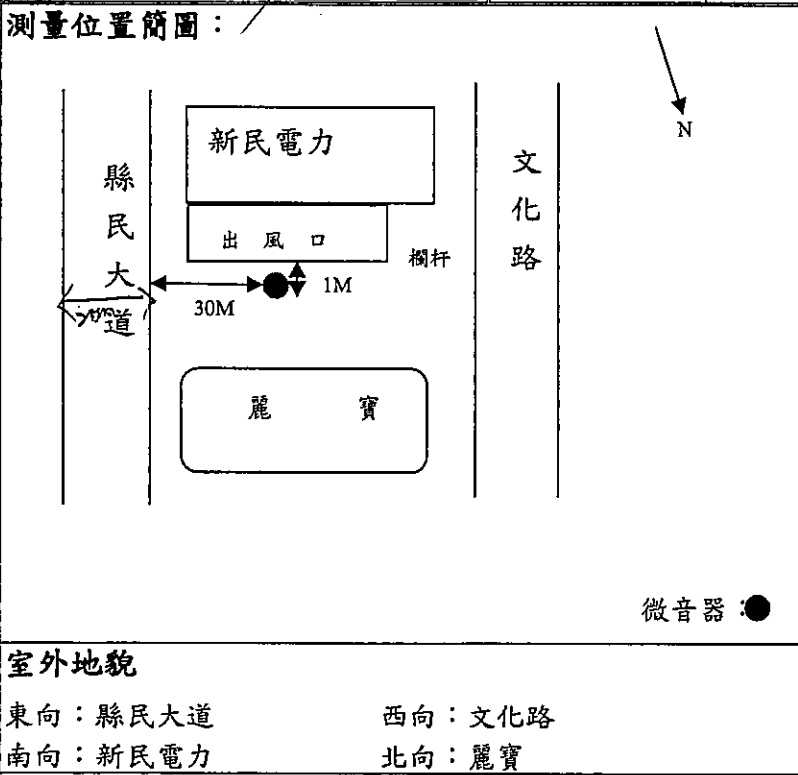 測量位置簡圖：
N
新民電力
縣民大道
文化路
出風口
欄杆
1M
30M
麗寶
微音器：
室外地貌
東向：縣民大道 西向：文化路
南向：新民電力 北向：麗寶